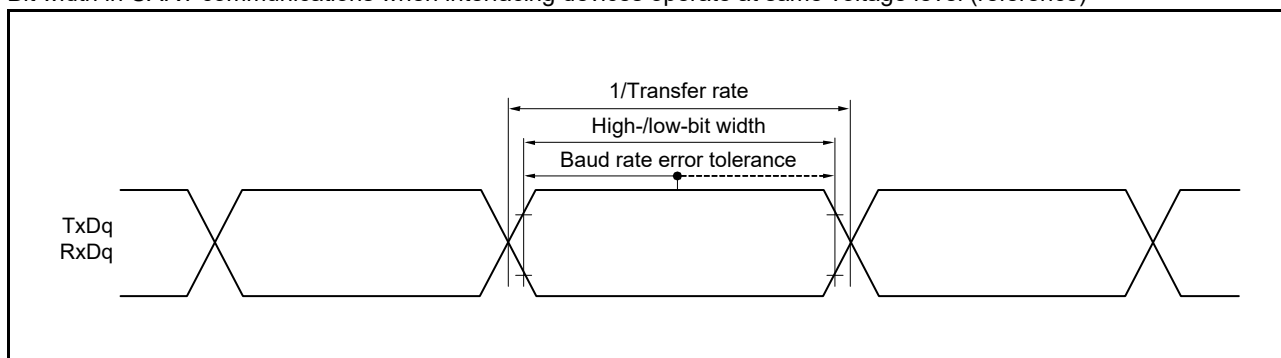 Bit width in UART communications when interfacing devices operate at same voltage level (reference)
1/Transfer rate
High-/low-bit width
Baud rate error tolerance
TxDq
RxDq